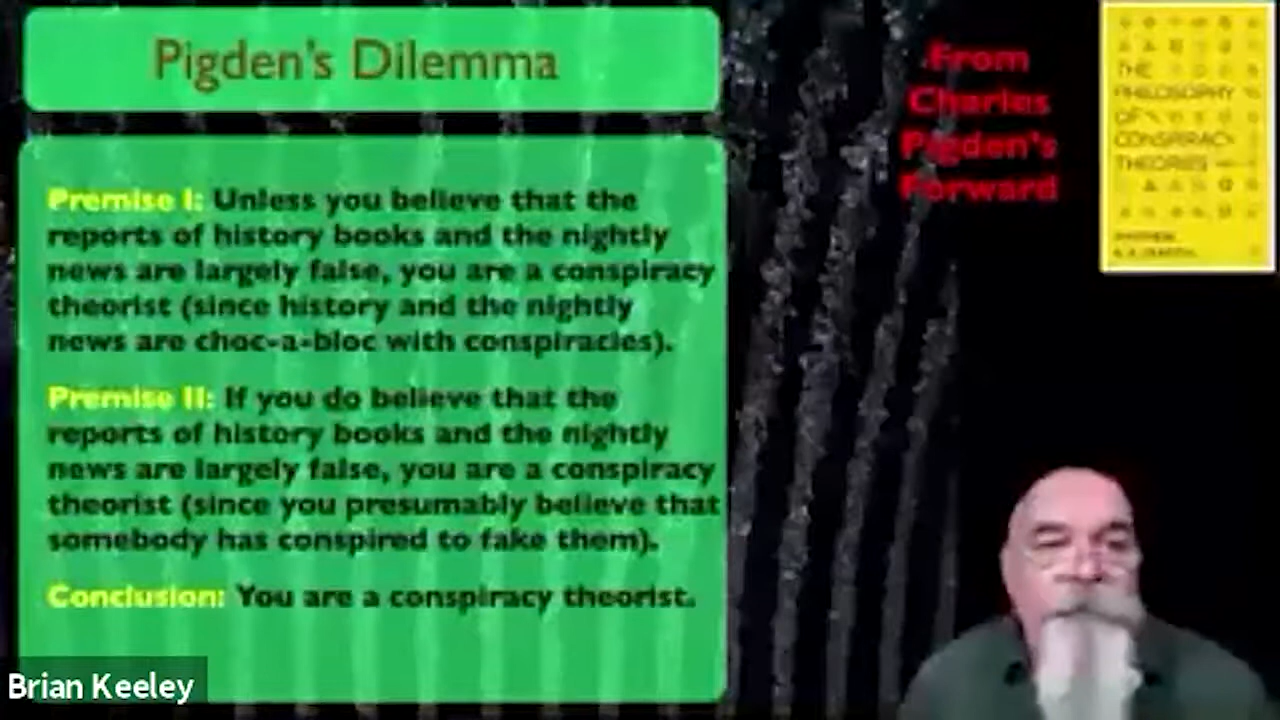 Pigden's Dilemma
Premise I: Unless you believe that the
reports of history books and the nightly
news are largely false, you are a conspiracy
theorist (since history and the nightly
news are choc-a-bloc with conspiracies).
Premise II: If you do believe that the
reports of history books and the nightly
news are largely false, you are a conspiracy
theorist (since you presumably believe that
somebody has conspired to fake them).
Conclusion: You are a conspiracy theorist.
From
Charles
Pigden's
Forward
THE
PHILOSOPHY
OF
CONSPIRACY
THEORIES
Brian Keeley